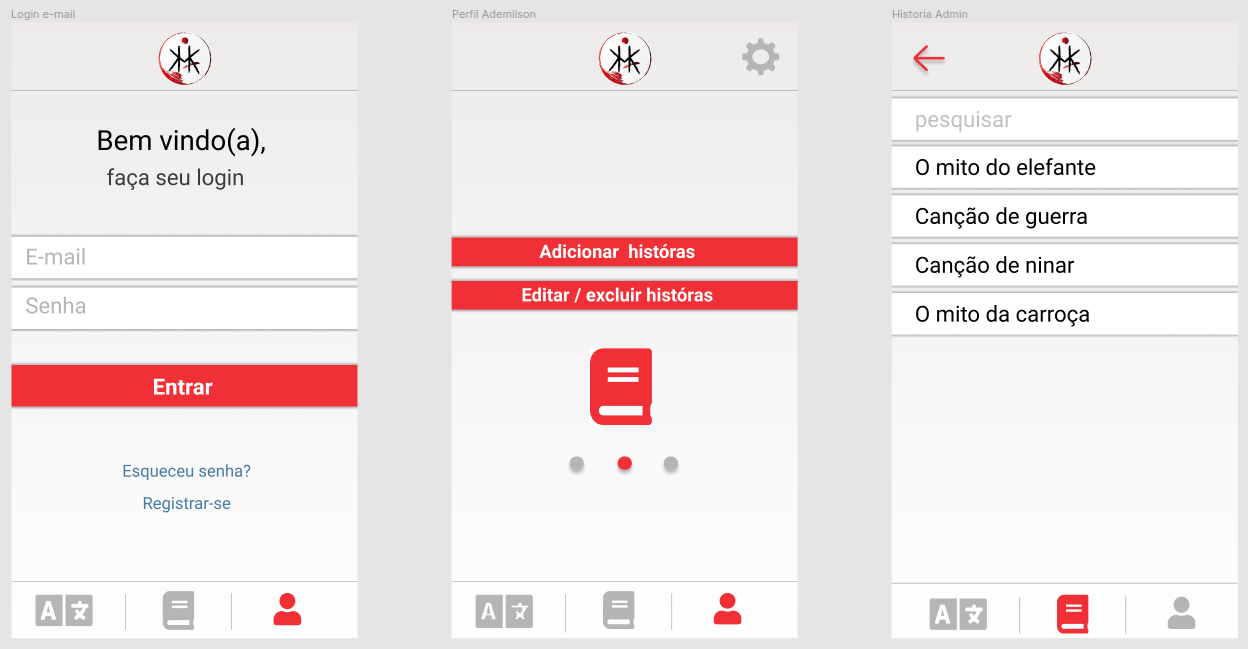 Login e-mail
Bem vindo(a),
faça seu login
E-mail
Senha
Entrar
Esqueceu senha?
Registrar-se
A 文
Perfil Ademilson
Adicionar  históras
Editar / excluir históras
A 文
Historia Admin
pesquisar
O mito do elefante
Canção de guerra
Canção de ninar
O mito da carroça
A 文